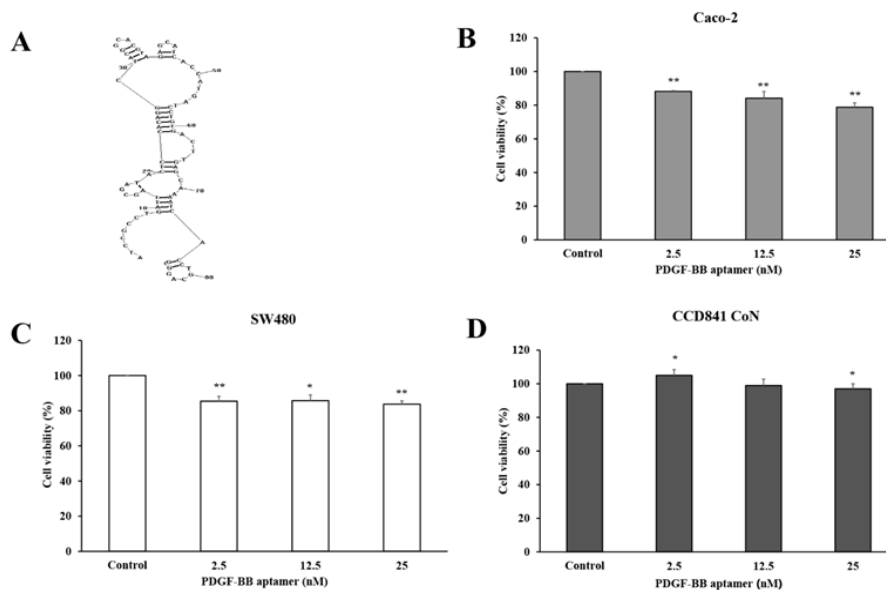 A
B
Caco-2
Cell viability (%)
120
100
80
60
40
20
0
Control
2.5
12.5
25
PDGF-BB aptamer (nM)
C
SW480
Cell viability (%)
120
100
80
60
40
20
0
**
*
**
Control
2.5
12.5
25
PDGF-BB aptamer (nM)
D
CCD841 CoN
Cell viability (%)
120
100
80
60
40
20
0
*
*
Control
2.5
12.5
25
PDGF-BB aptamer (nM)